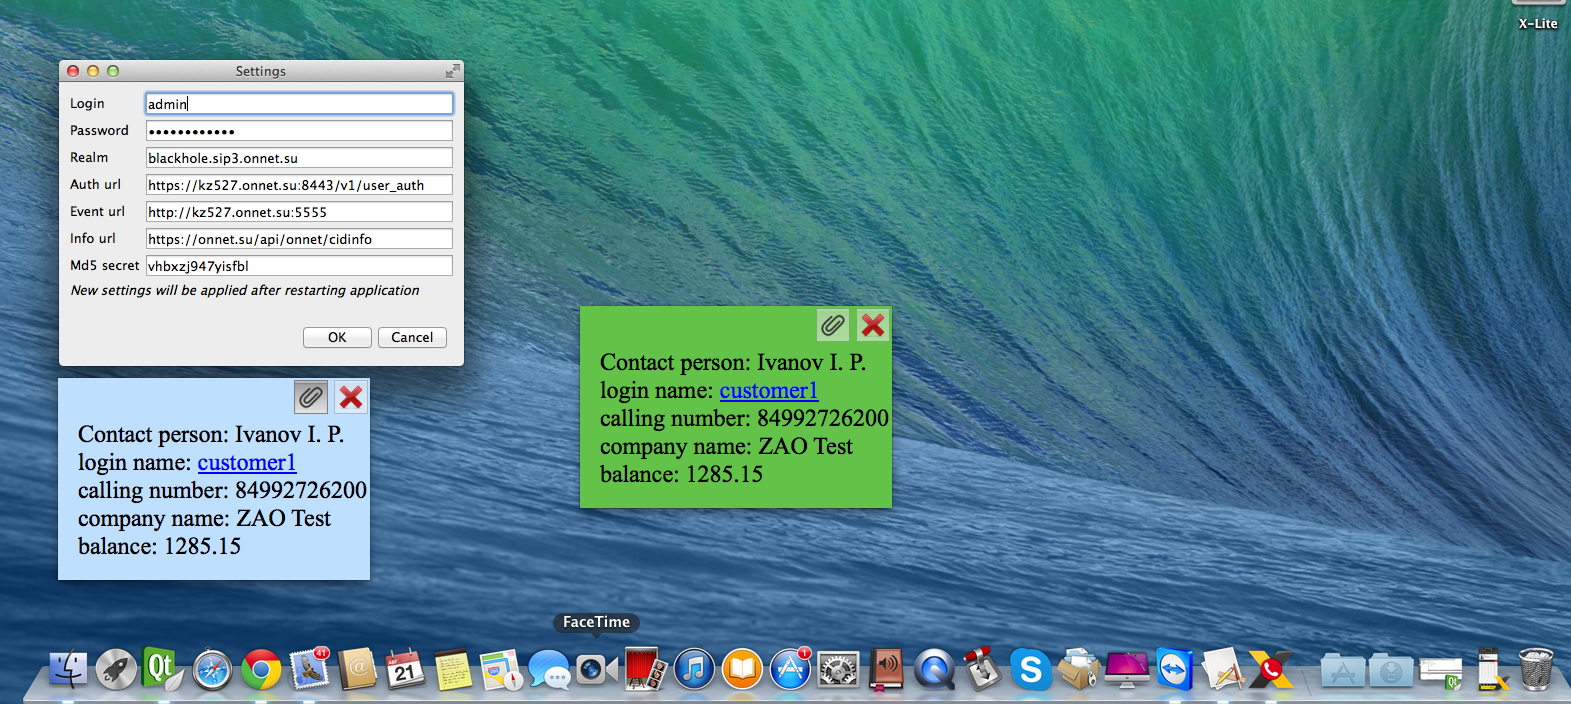 X-Lite
Settings
Login admin
Password ••••••••••••
Realm blackhole.sip3.onnet.su
Auth url https://kz527.onnet.su:8443/v1/user_auth
Event url http://kz527.onnet.su:5555
Info url https://onnet.su/api/onnet/cidinfo
Md5 secret vhbxzj947yisfbl
New settings will be applied after restarting application
OK Cancel
Contact person: Ivanov I. P.
login name: customer1
calling number: 84992726200
company name: ZAO Test
balance: 1285.15
Contact person: Ivanov I. P.
login name: customer1
calling number: 84992726200
company name: ZAO Test
balance: 1285.15
FaceTime
Qt
41
21
1
S
Qt